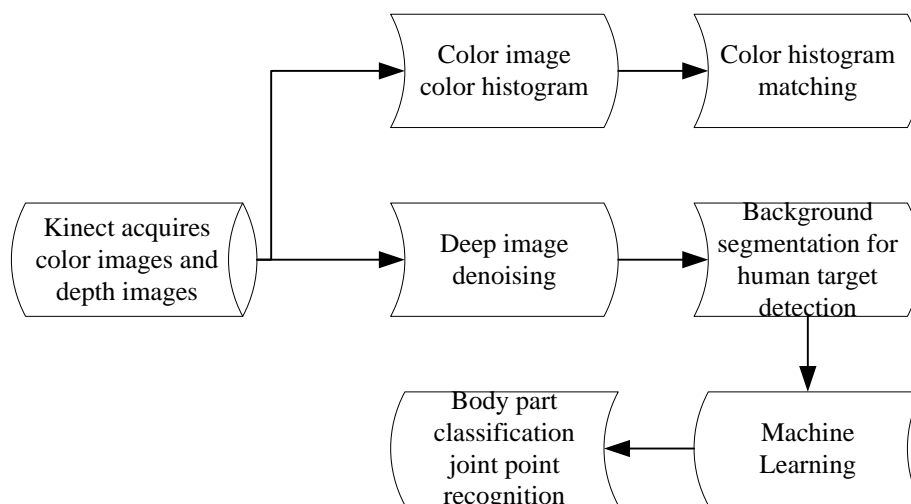 Color image
color histogram
Color histogram
matching
Kinect acquires
color images and
depth images
Deep image
denoising
Background
segmentation for
human target
detection
Body part
classification
joint point
recognition
Machine
Learning